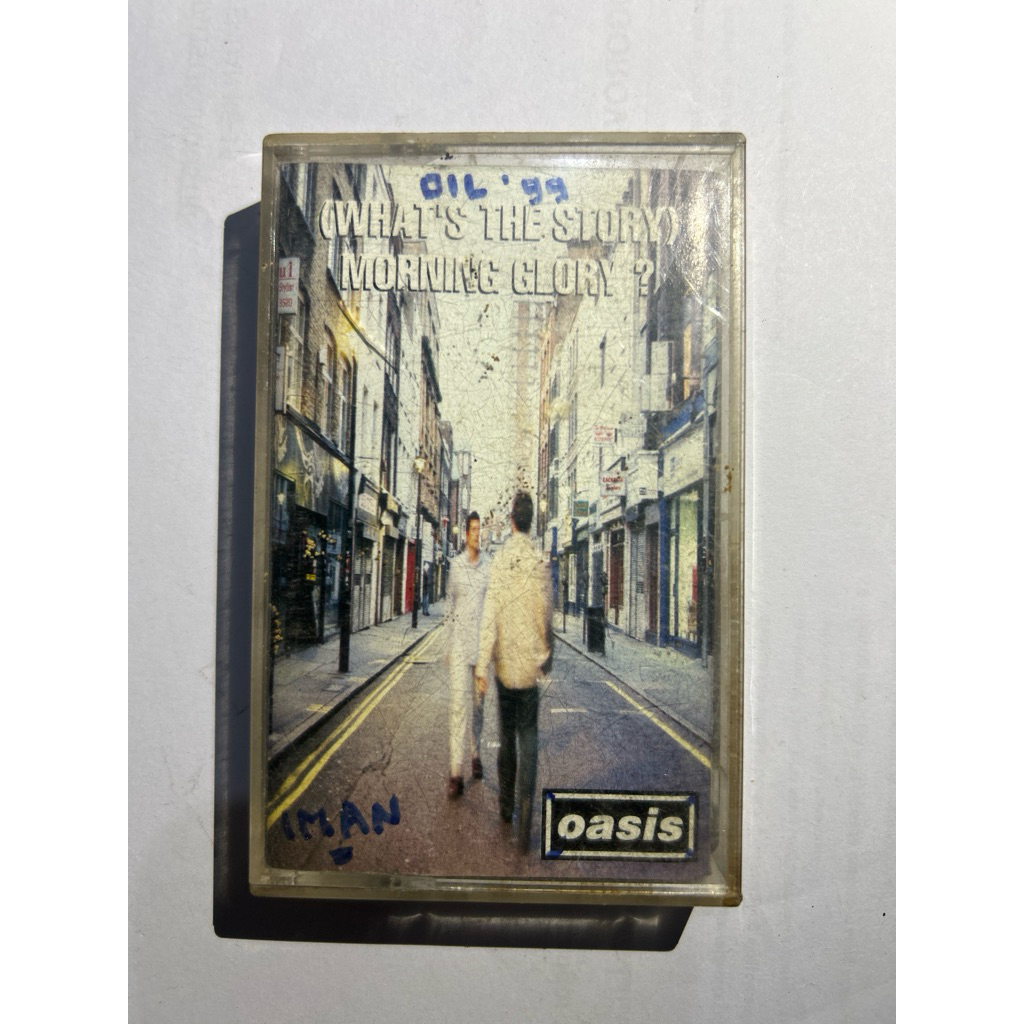 OIL '99
(WHAT'S THE STORY)
MORNING GLORY ?
IMAN
oasis